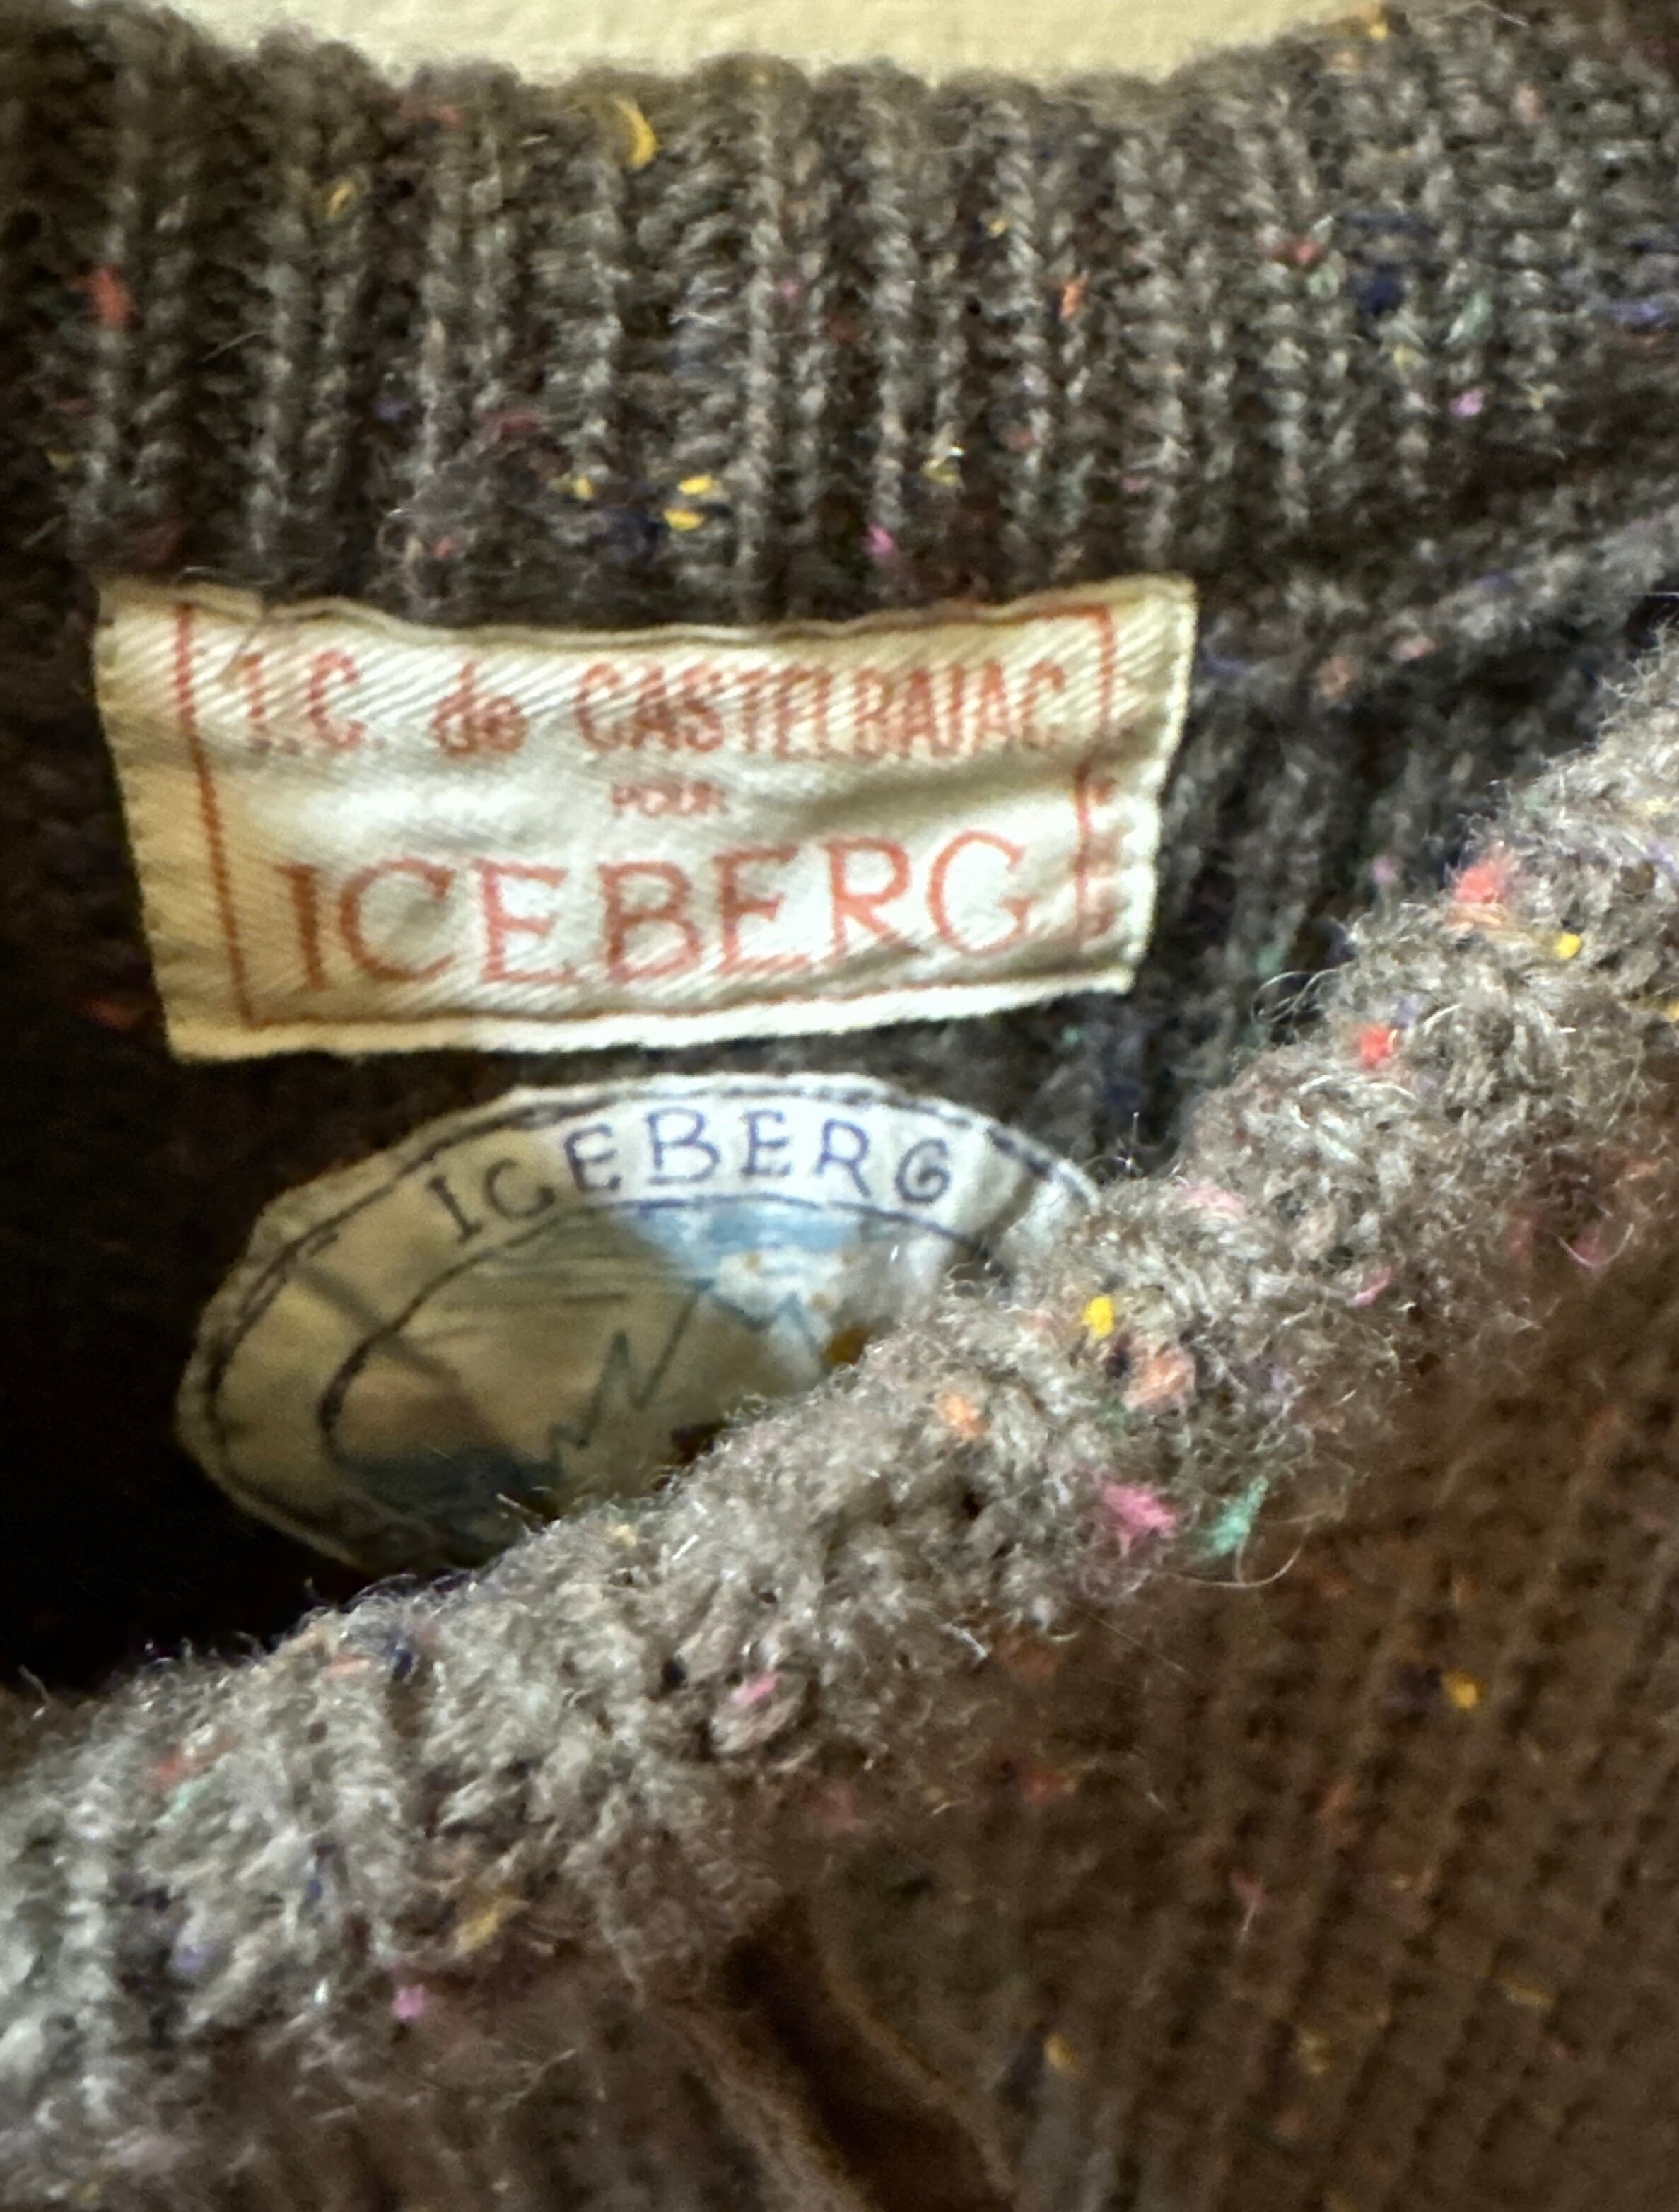 J.C. de CASTELBAJAC
POUR
ICEBERG
ICEBERG